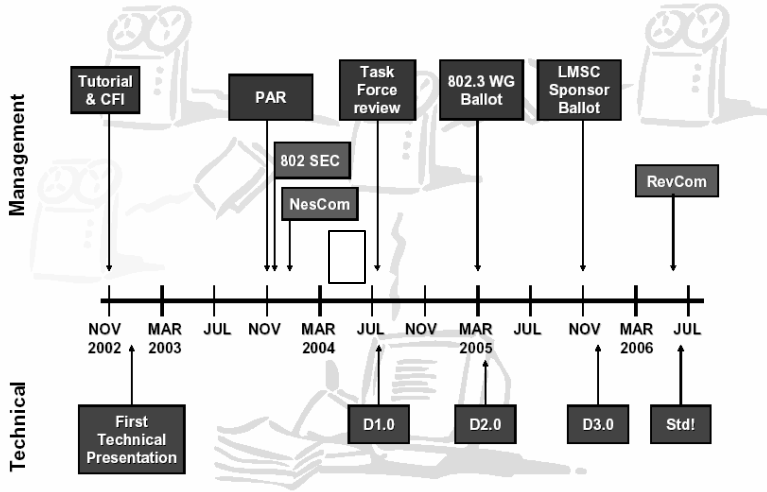 Management
Tutorial
& CFI
PAR
Task
Force
review
802.3 WG
Ballot
LMSC
Sponsor
Ballot
802 SEC
NesCom
RevCom
NOV MAR JUL NOV MAR JUL NOV MAR JUL NOV MAR JUL
2002 2003 2004 2005 2006
Technical
First
Technical
Presentation
D1.0
D2.0
D3.0
Std!